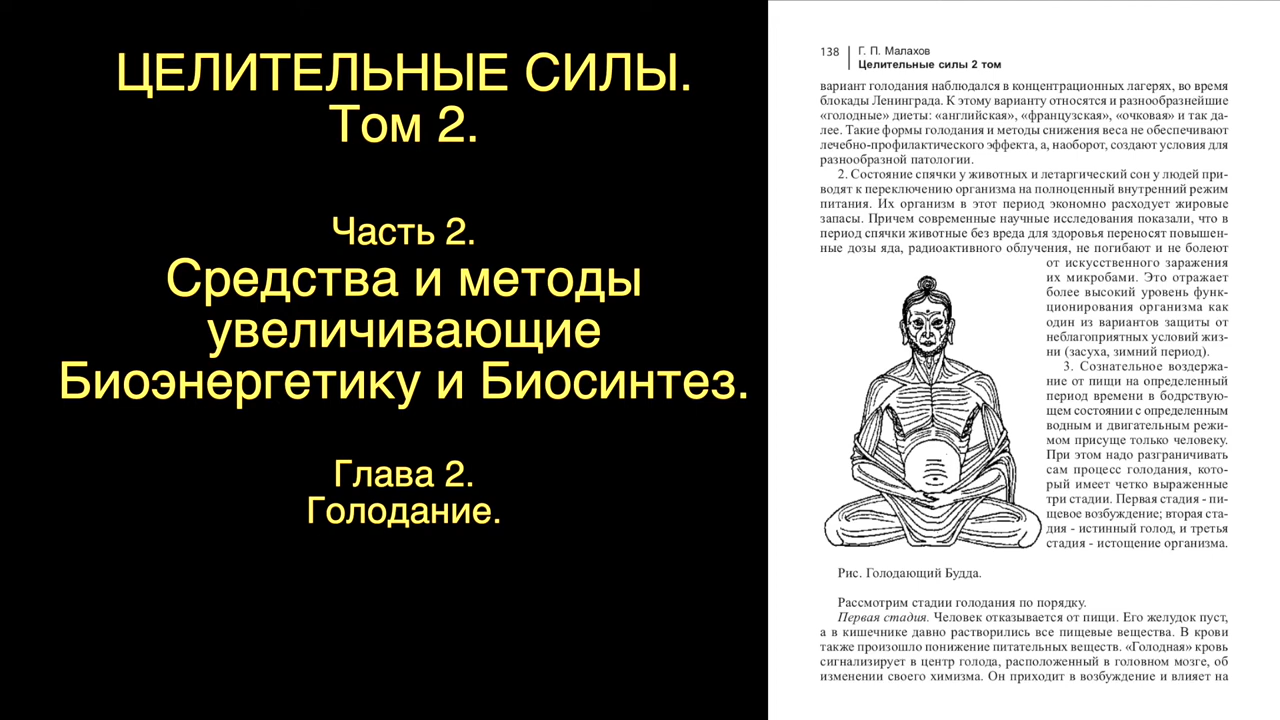 ЦЕЛИТЕЛЬНЫЕ СИЛЫ.
Том 2.
Часть 2.
Средства и методы
увеличивающие
Биоэнергетику и Биосинтез.
Глава 2.
Голодание.
138 Г. П. Малахов
Целительные силы 2 том
вариант голодания наблюдался в концентрационных лагерях, во время
блокады Ленинграда. К этому варианту относятся и разнообразнейшие
«голодные» диеты: «английская», «французская», «очковая» и так да-
лее. Такие формы голодания и методы снижения веса не обеспечивают
лечебно-профилактического эффекта, а, наоборот, создают условия для
разнообразной патологии.
2. Состояние спячки у животных и летаргический сон у людей при-
водят к переключению организма на полноценный внутренний режим
питания. Их организм в этот период экономно расходует жировые
запасы. Причем современные научные исследования показали, что в
период спячки животные без вреда для здоровья переносят повышен-
ные дозы яда, радиоактивного облучения, не погибают и не болеют
от искусственного заражения
их микробами. Это отражает
более высокий уровень функ-
ционирования организма как
один из вариантов защиты от
неблагоприятных условий жиз-
ни (засуха, зимний период).
3. Сознательное воздержа-
ние от пищи на определенный
период времени в бодрствую-
щем состоянии с определенным
водным и двигательным режи-
мом присуще только человеку.
При этом надо разграничивать
сам процесс голодания, кото-
рый имеет четко выраженные
три стадии. Первая стадия - пи-
щевое возбуждение; вторая ста-
дия - истинный голод, и третья
стадия - истощение организма.
Рис. Голодающий Будда.
Рассмотрим стадии голодания по порядку.
Первая стадия. Человек отказывается от пищи. Его желудок пуст,
а в кишечнике давно растворились все пищевые вещества. В крови
также произошло понижение питательных веществ. «Голодная» кровь
сигнализирует в центр голода, расположенный в головном мозге, об
изменении своего химизма. Он приходит в возбуждение и влияет на